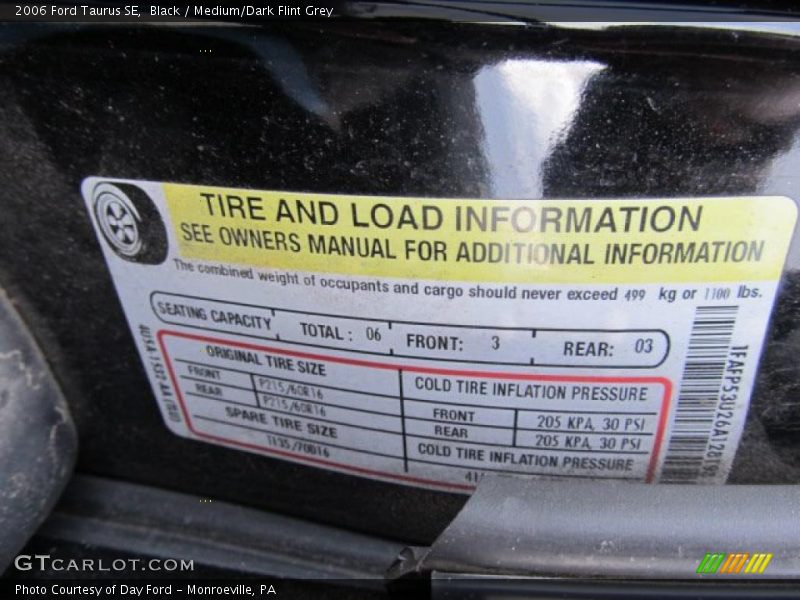 2006 Ford Taurus SE, Black / Medium/Dark Flint Grey
TIRE AND LOAD INFORMATION
SEE OWNERS MANUAL FOR ADDITIONAL INFORMATION
The combined weight of occupants and cargo should never exceed 499 kg or 1100 lbs.
SEATING CAPACITY TOTAL: 06 FRONT: 3 REAR: 03
ORIGINAL TIRE SIZE
COLD TIRE INFLATION PRESSURE
FRONT P215/60R16
FRONT 205 KPA, 30 PSI
REAR P215/60R16
REAR 205 KPA, 30 PSI
SPARE TIRE SIZE
COLD TIRE INFLATION PRESSURE
T135/70D16
GTCARLOT.COM
Photo Courtesy of Day Ford – Monroeville, PA